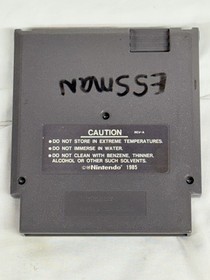 ESSMAN
CAUTION REV-A
•DO NOT STORE IN EXTREME TEMPERATURES.
•DO NOT IMMERSE IN WATER.
•DO NOT CLEAN WITH BENZENE, THINNER,
ALCOHOL OR OTHER SUCH SOLVENTS.
©Nintendo® 1985